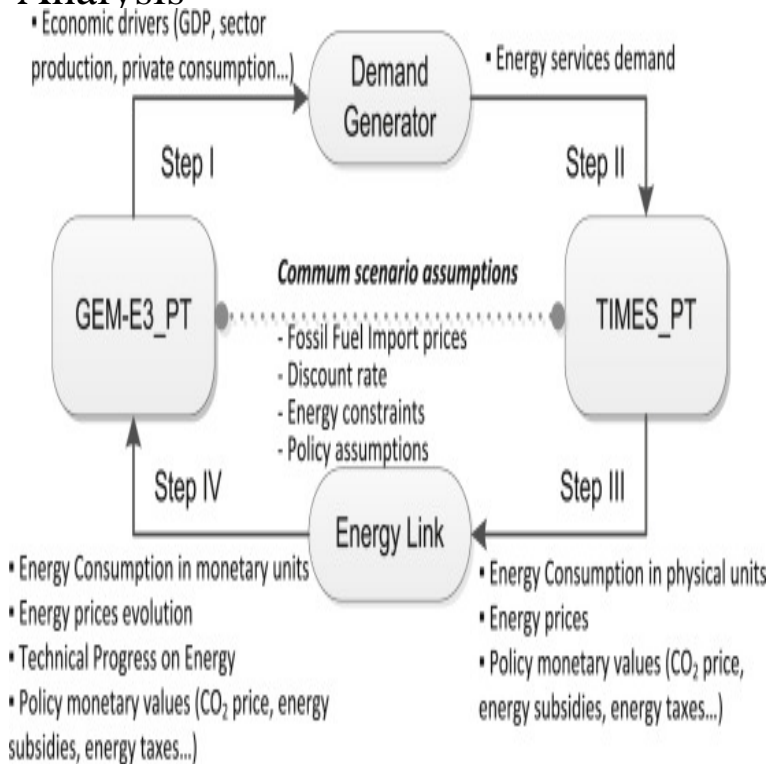 Analysis
▪ Economic drivers (GDP, sector
production, private consumption...)
Demand
Generator
▪ Energy services demand
Step I
Step II
GEM-E3_PT
Commum scenario assumptions
TIMES_PT
- Fossil Fuel Import prices
- Discount rate
- Energy constraints
- Policy assumptions
Step IV
Step III
Energy Link
▪ Energy Consumption in monetary units
▪ Energy prices evolution
▪ Technical Progress on Energy
▪ Policy monetary values (CO₂ price, energy
subsidies, energy taxes...)
▪ Energy Consumption in physical units
▪ Energy prices
▪ Policy monetary values (CO₂ price,
energy subsidies, energy taxes...)